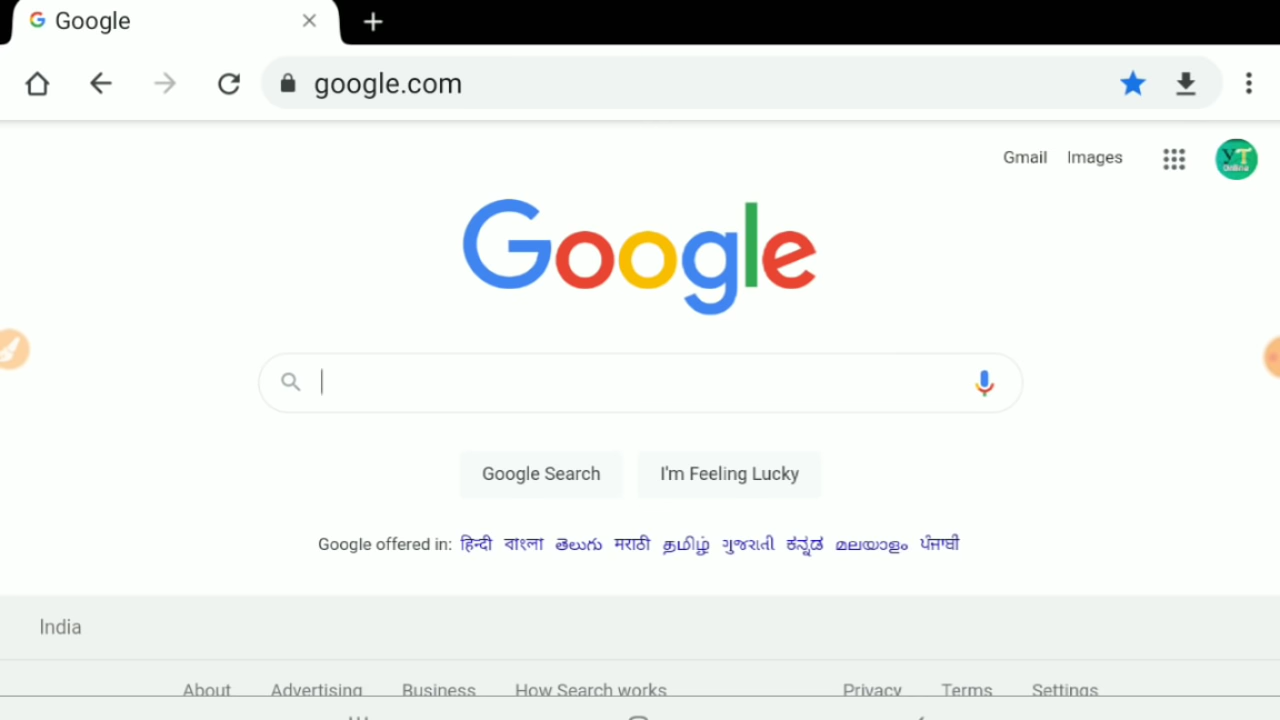 Google
google.com
Gmail Images
YT
Google
Google Search I'm Feeling Lucky
Google offered in: हिन्दी বাংলা తెలుగు मराठी தமிழ் ગુજરાતી ಕನ್ನಡ മലയാളം ਪੰਜਾਬੀ
India
About Advertising Business How Search works Privacy Terms Settings